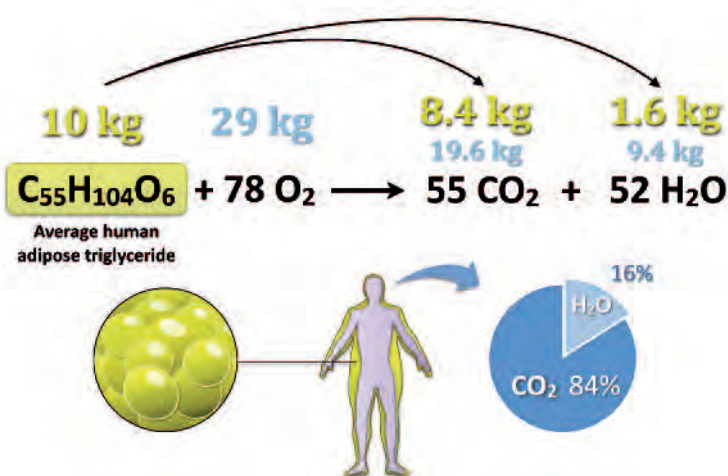 10 kg 29 kg 8.4 kg 1.6 kg
19.6 kg 9.4 kg
C₅₅H₁₀₄O₆ + 78 O₂ → 55 CO₂ + 52 H₂O
Average human
adipose triglyceride
16%
H₂O
CO₂ 84%